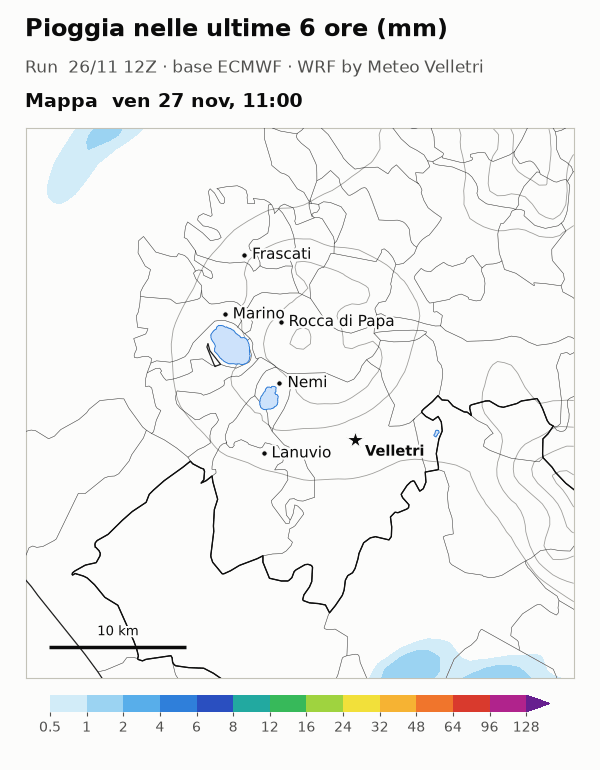 Pioggia nelle ultime 6 ore (mm)
Run  26/11 12Z · base ECMWF · WRF by Meteo Velletri
Mappa  ven 27 nov, 11:00
Frascati
Marino
Rocca di Papa
Nemi
Velletri
Lanuvio
10 km
0.5 1 2 4 6 8 12 16 24 32 48 64 96 128